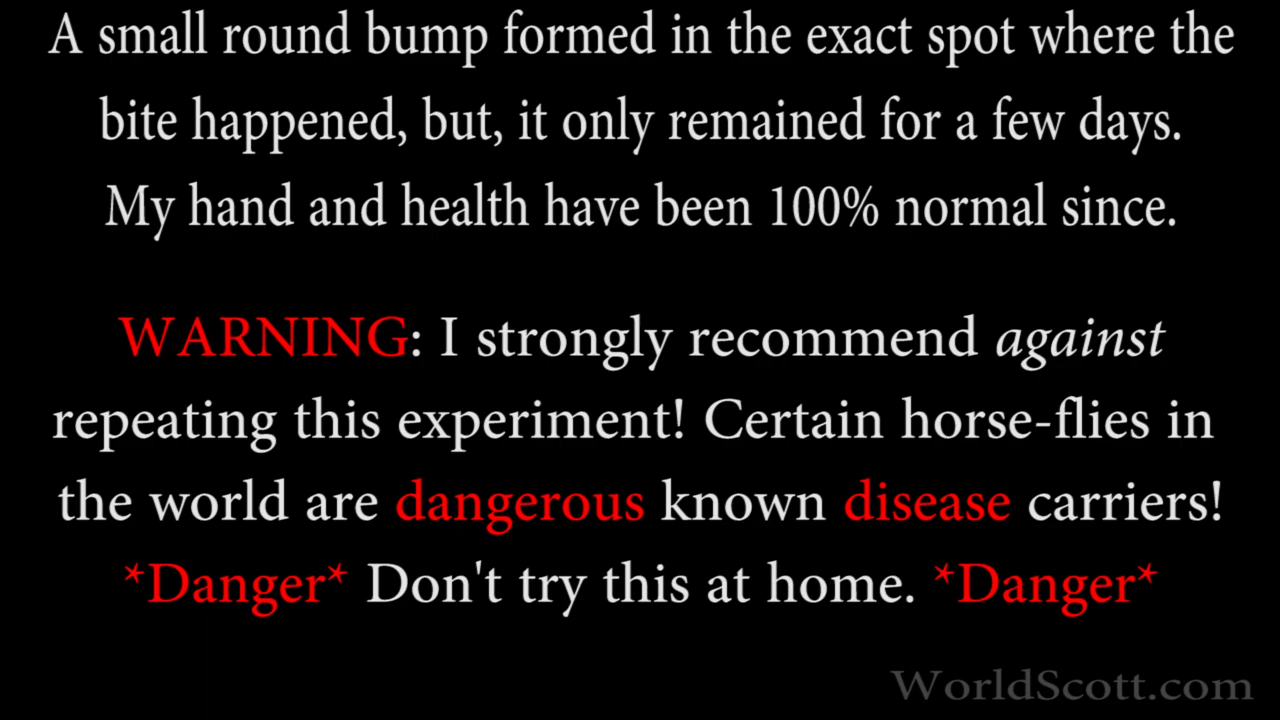 A small round bump formed in the exact spot where the
bite happened, but, it only remained for a few days.
My hand and health have been 100% normal since.
WARNING: I strongly recommend against
repeating this experiment! Certain horse-flies in
the world are dangerous known disease carriers!
*Danger* Don't try this at home. *Danger*
WorldScott.com